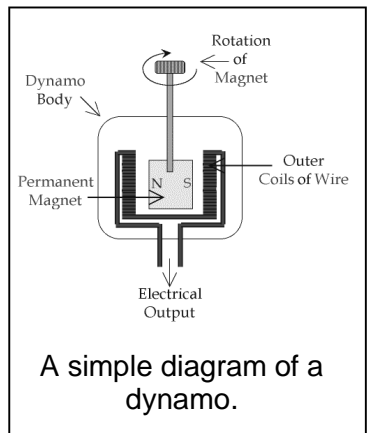 Rotation
of
Magnet
Dynamo
Body
Outer
Coils of Wire
Permanent
Magnet
N S
Electrical
Output
A simple diagram of a
dynamo.